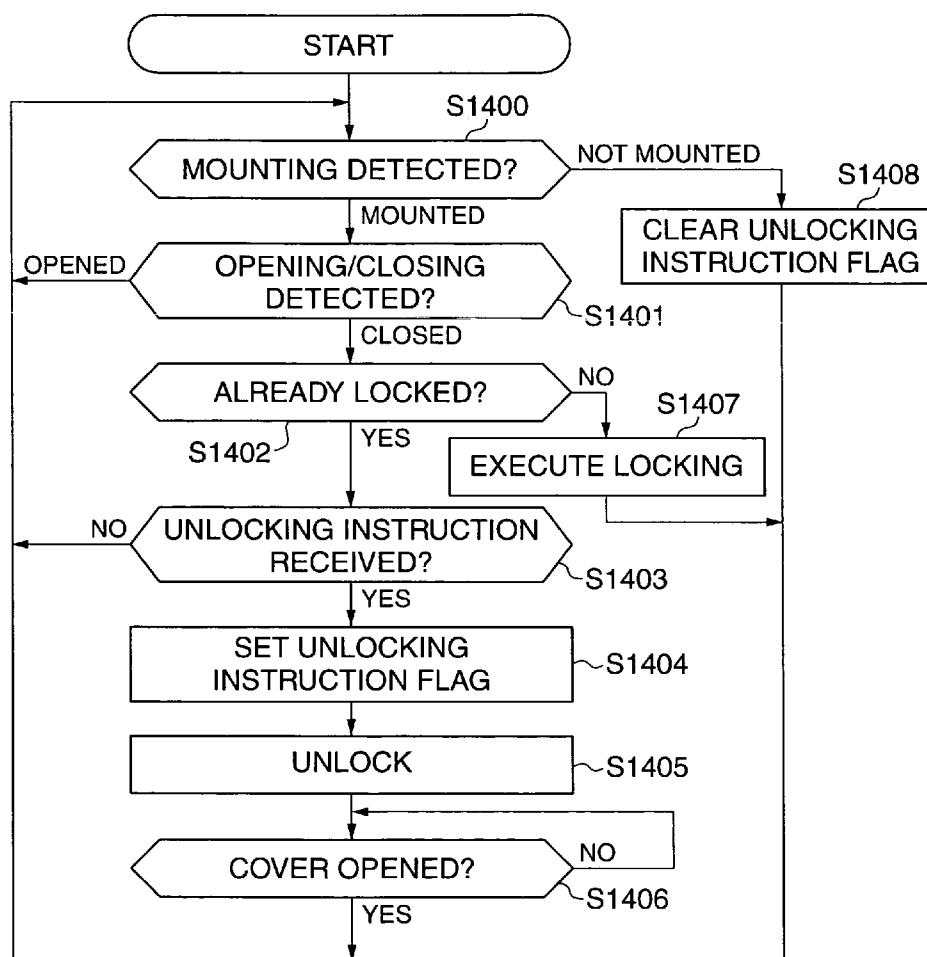 START
S1400
MOUNTING DETECTED?
NOT MOUNTED
S1408
MOUNTED
CLEAR UNLOCKING
INSTRUCTION FLAG
OPENED
OPENING/CLOSING
DETECTED?
S1401
CLOSED
ALREADY LOCKED?
NO
S1407
S1402
YES
EXECUTE LOCKING
NO
UNLOCKING INSTRUCTION
RECEIVED?
S1403
YES
SET UNLOCKING
INSTRUCTION FLAG
S1404
UNLOCK
S1405
COVER OPENED?
NO
S1406
YES